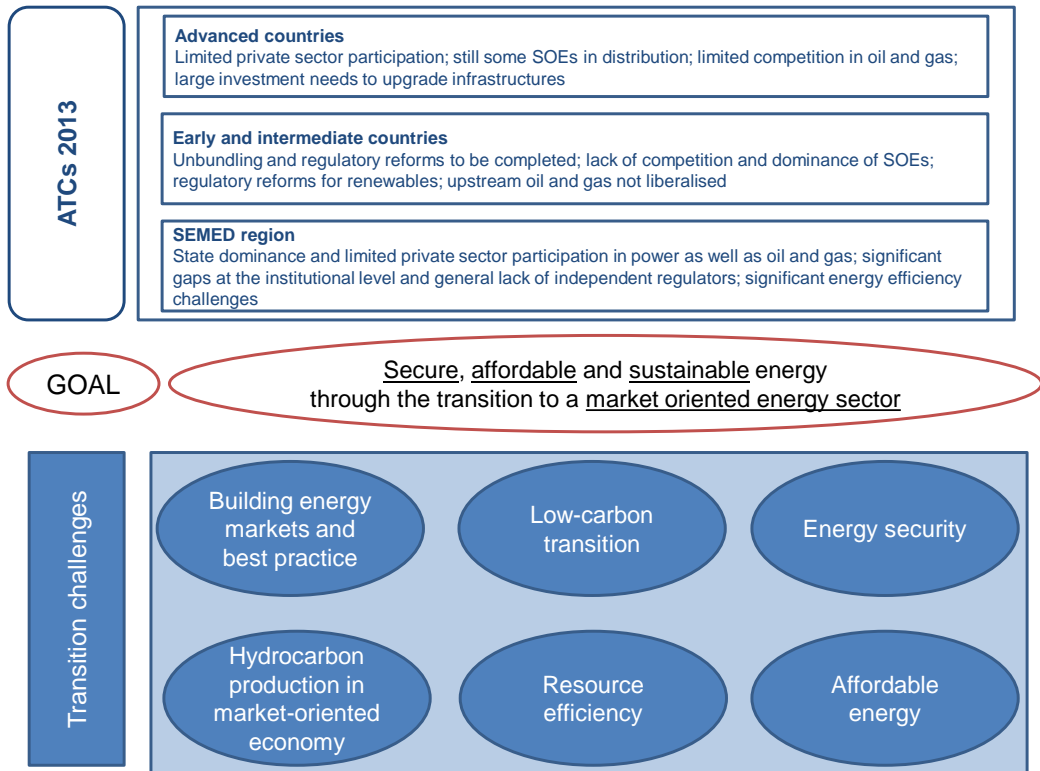 ATCs 2013
Advanced countries
Limited private sector participation; still some SOEs in distribution; limited competition in oil and gas;
large investment needs to upgrade infrastructures
Early and intermediate countries
Unbundling and regulatory reforms to be completed; lack of competition and dominance of SOEs;
regulatory reforms for renewables; upstream oil and gas not liberalised
SEMED region
State dominance and limited private sector participation in power as well as oil and gas; significant
gaps at the institutional level and general lack of independent regulators; significant energy efficiency
challenges
GOAL
Secure, affordable and sustainable energy
through the transition to a market oriented energy sector
Transition challenges
Building energy
markets and
best practice
Low-carbon
transition
Energy security
Hydrocarbon
production in
market-oriented
economy
Resource
efficiency
Affordable
energy